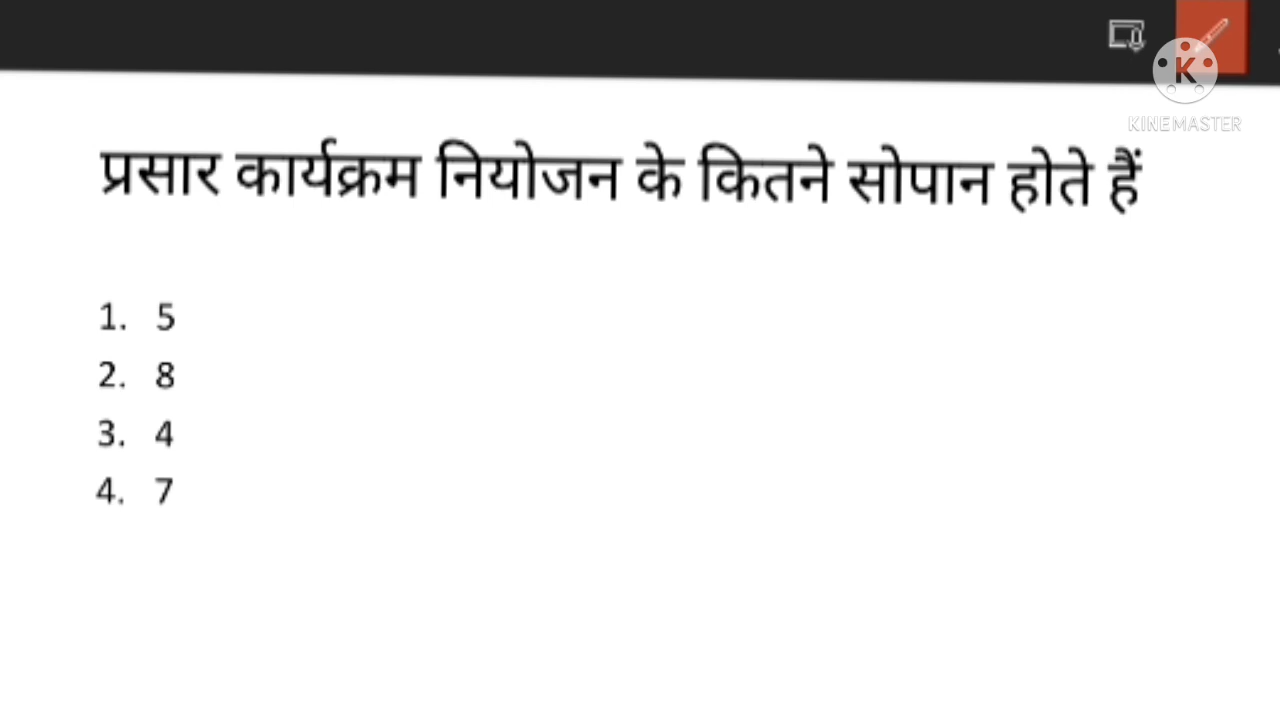 KINEMASTER
प्रसार कार्यक्रम नियोजन के कितने सोपान होते हैं
1. 5
2. 8
3. 4
4. 7